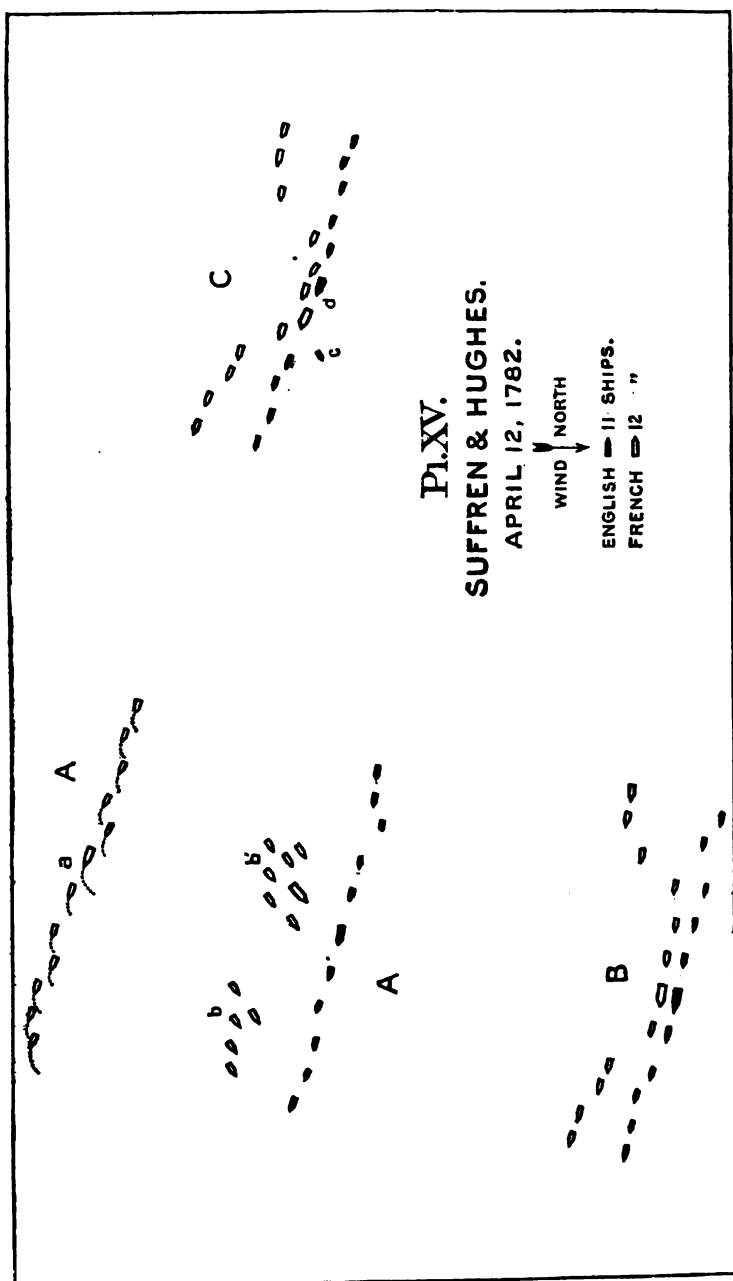 A
a
b
b'
A
B
C
d
c
Pl.XV.
SUFFREN & HUGHES.
APRIL 12, 1782.
WIND NORTH
ENGLISH 11 SHIPS.
FRENCH 12 "